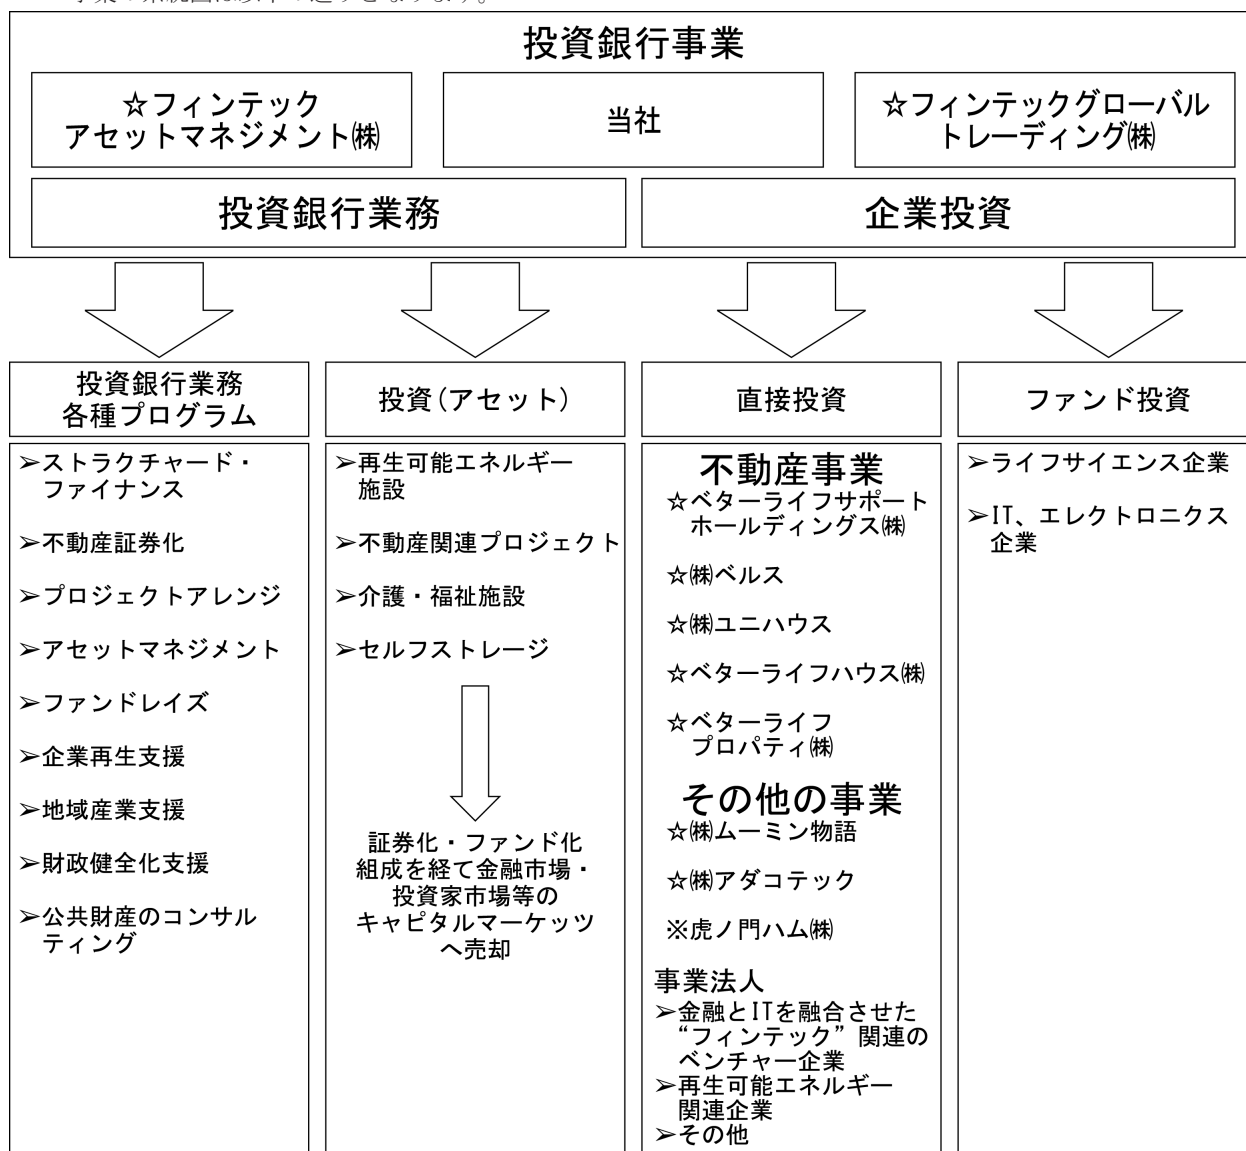 事業の系統図は以下の通りとなります。
投資銀行事業
☆フィンテック
アセットマネジメント㈱
当社
☆フィンテックグローバル
トレーディング㈱
投資銀行業務
企業投資
投資銀行業務
各種プログラム
➢ストラクチャード・
ファイナンス
➢不動産証券化
➢プロジェクトアレンジ
➢アセットマネジメント
➢ファンドレイズ
➢企業再生支援
➢地域産業支援
➢財政健全化支援
➢公共財産のコンサル
ティング
投資(アセット)
➢再生可能エネルギー
施設
➢不動産関連プロジェクト
➢介護・福祉施設
➢セルフストレージ
証券化・ファンド化
組成を経て金融市場・
投資家市場等の
キャピタルマーケッツ
へ売却
直接投資
不動産事業
☆ベターライフサポート
ホールディングス㈱
☆㈱ベルス
☆㈱ユニハウス
☆ベターライフハウス㈱
☆ベターライフ
プロパティ㈱
その他の事業
☆㈱ムーミン物語
☆㈱アダコテック
※虎ノ門ハム㈱
事業法人
➢金融とITを融合させた
“フィンテック”関連の
ベンチャー企業
➢再生可能エネルギー
関連企業
➢その他
ファンド投資
➢ライフサイエンス企業
➢IT、エレクトロニクス
企業